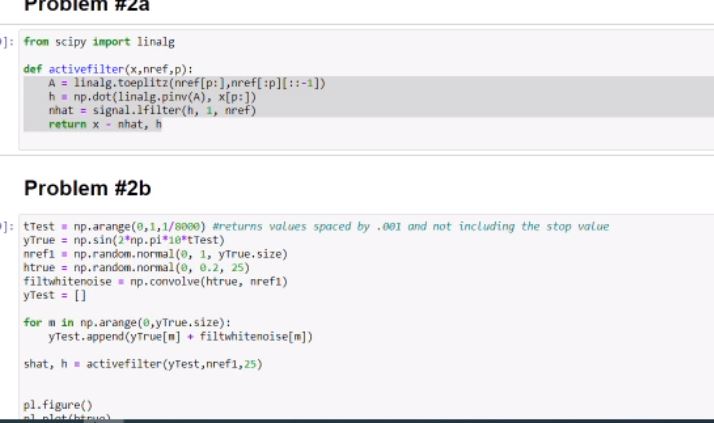 Problem #2a
]: from scipy import linalg
def activefilter(x,nref,p):
A = linalg.toeplitz(nref[p:],nref[:p][::-1])
h = np.dot(linalg.pinv(A), x[p:])
nhat = signal.lfilter(h, 1, nref)
return x - nhat, h
Problem #2b
]: tTest = np.arange(0,1,1/8000) #returns values spaced by .001 and not including the stop value
yTrue = np.sin(2*np.pi*10*tTest)
nref1 = np.random.normal(0, 1, yTrue.size)
htrue = np.random.normal(0, 0.2, 25)
filtwhitenoise = np.convolve(htrue, nref1)
yTest = []
for m in np.arange(0,yTrue.size):
yTest.append(yTrue[m] + filtwhitenoise[m])
shat, h = activefilter(yTest,nref1,25)
pl.figure()
pl.plot(htrue)